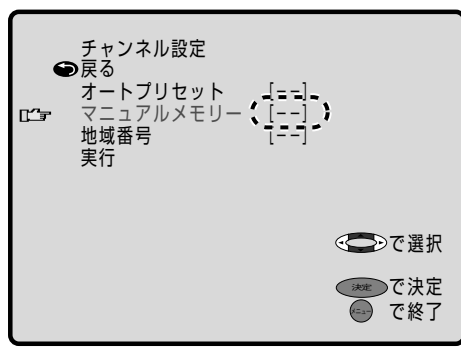 チャンネル設定
戻る
オートプリセット [--]
マニュアルメモリー [--]
地域番号 [--]
実行
で選択
決定 で決定
メニュー で終了